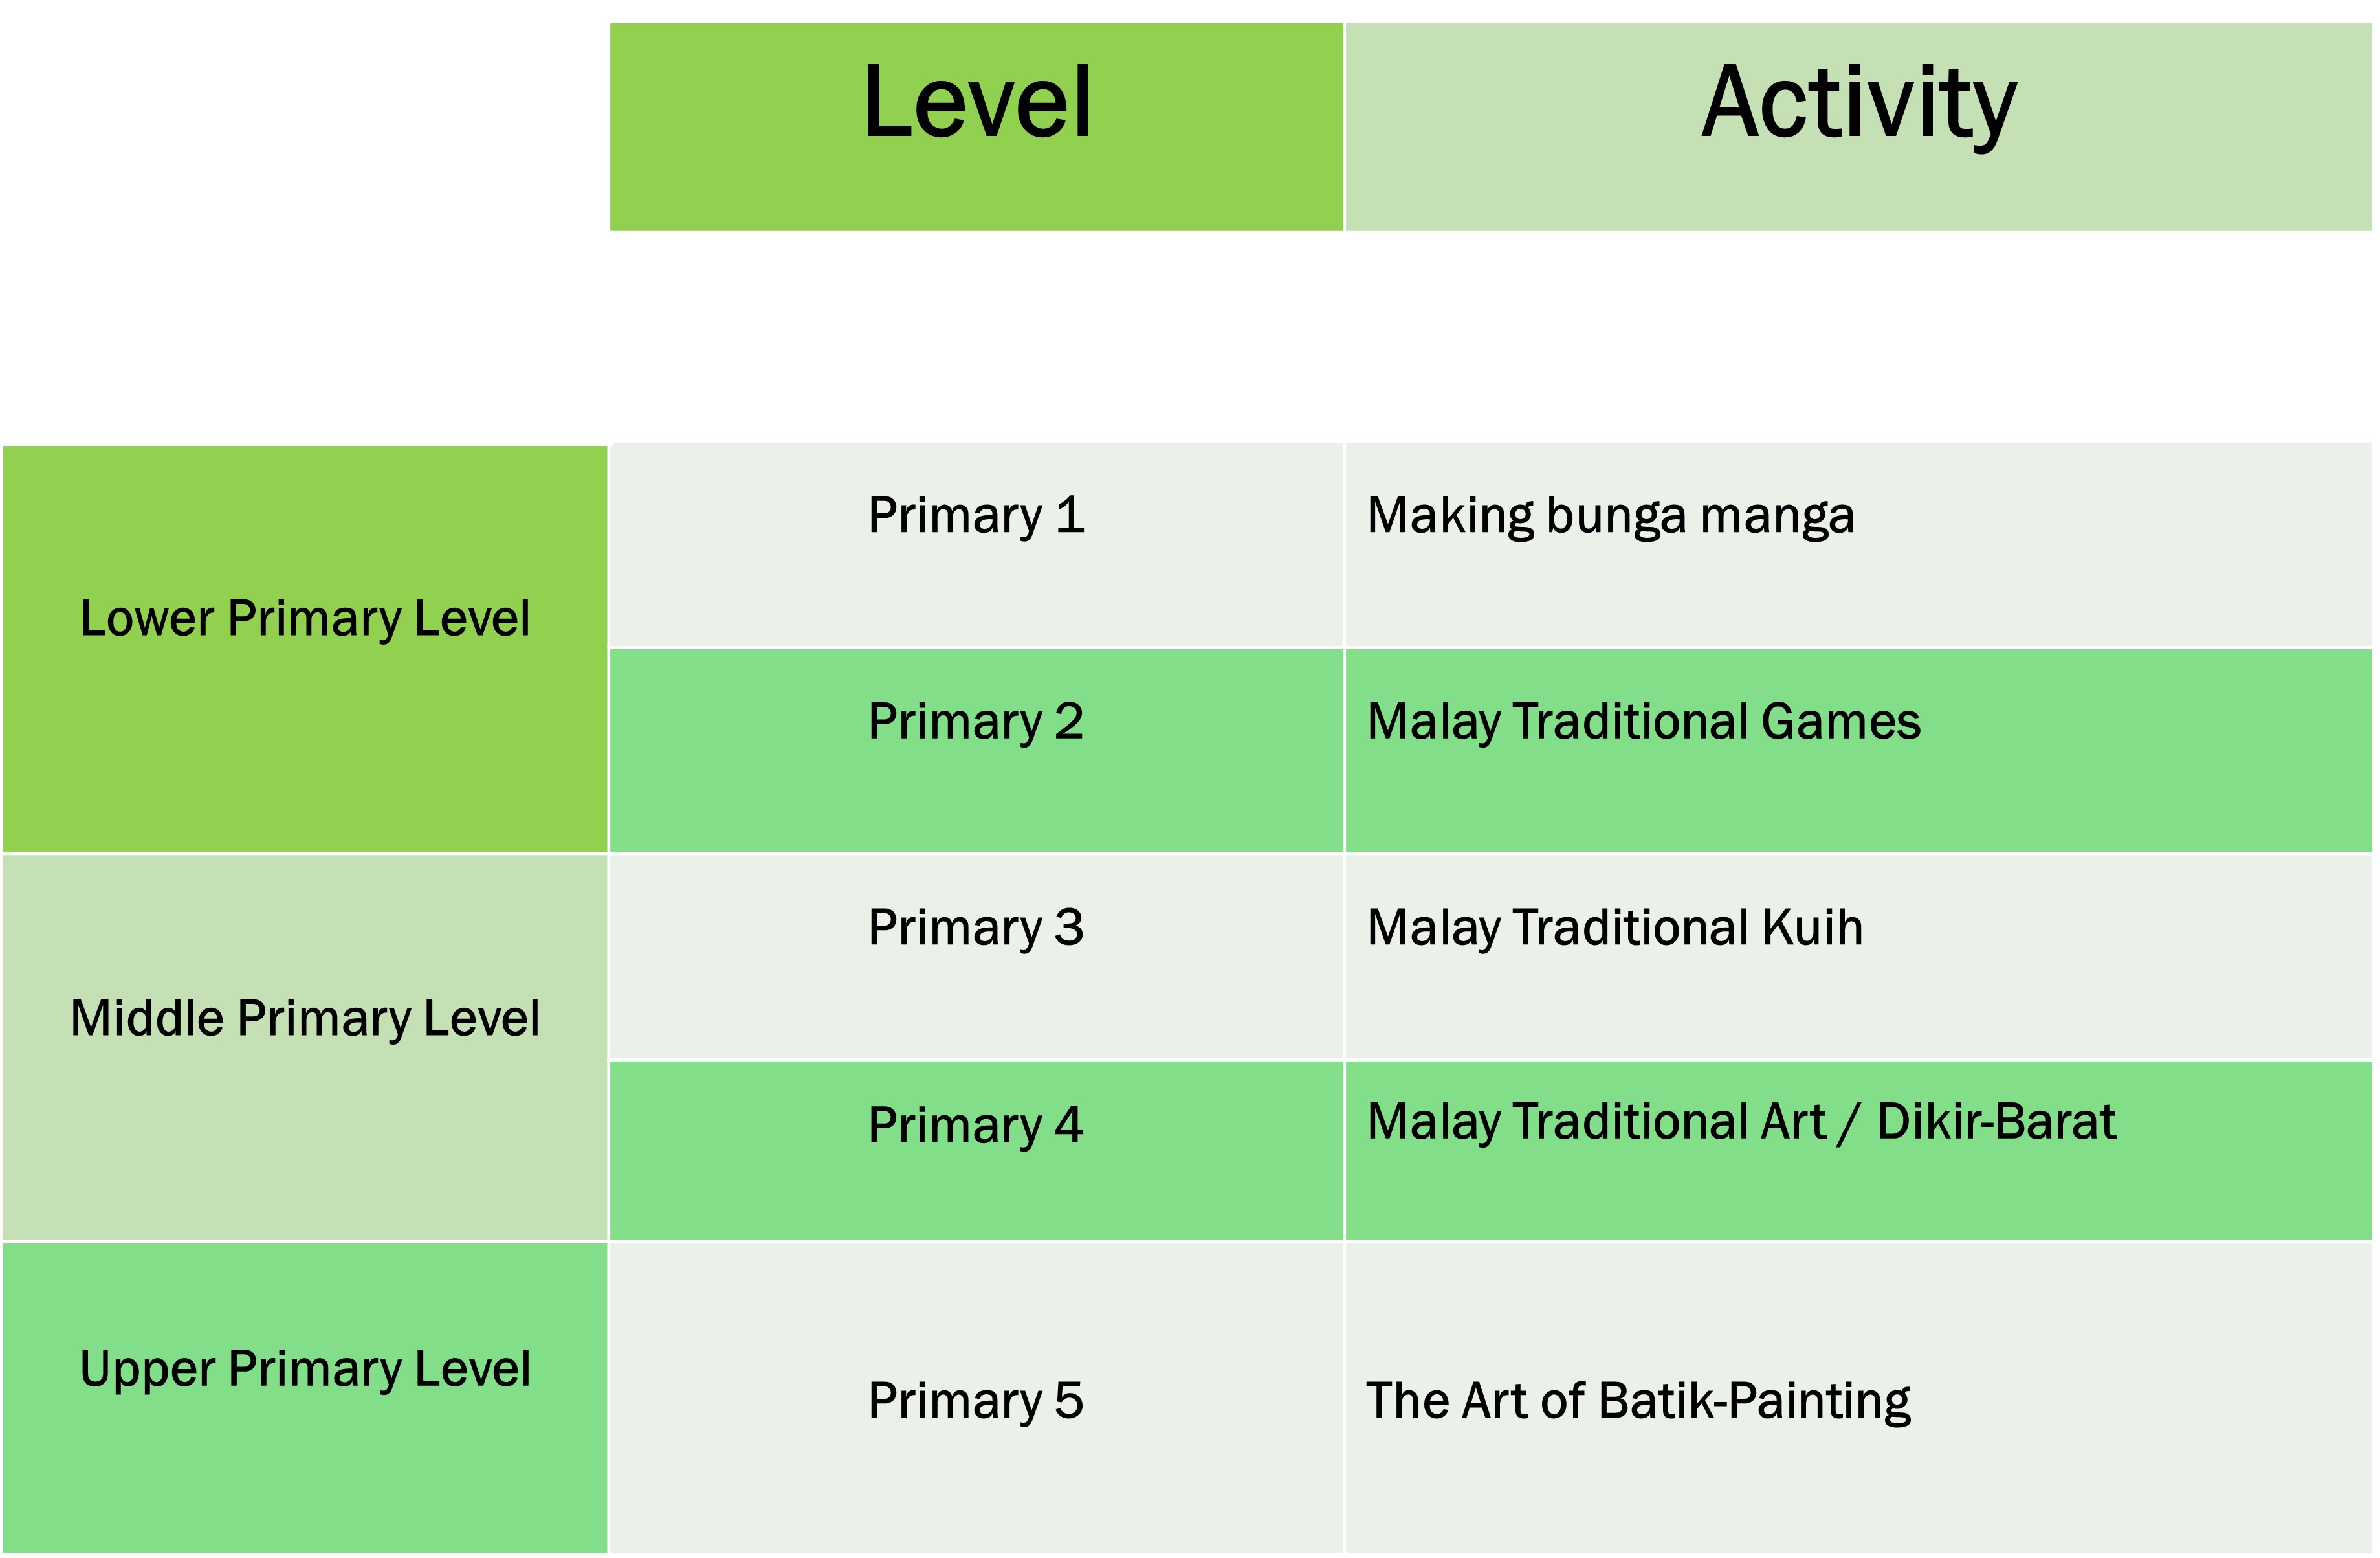 Level
Activity
Lower Primary Level
Primary 1
Making bunga manga
Primary 2
Malay Traditional Games
Middle Primary Level
Primary 3
Malay Traditional Kuih
Primary 4
Malay Traditional Art / Dikir-Barat
Upper Primary Level
Primary 5
The Art of Batik-Painting